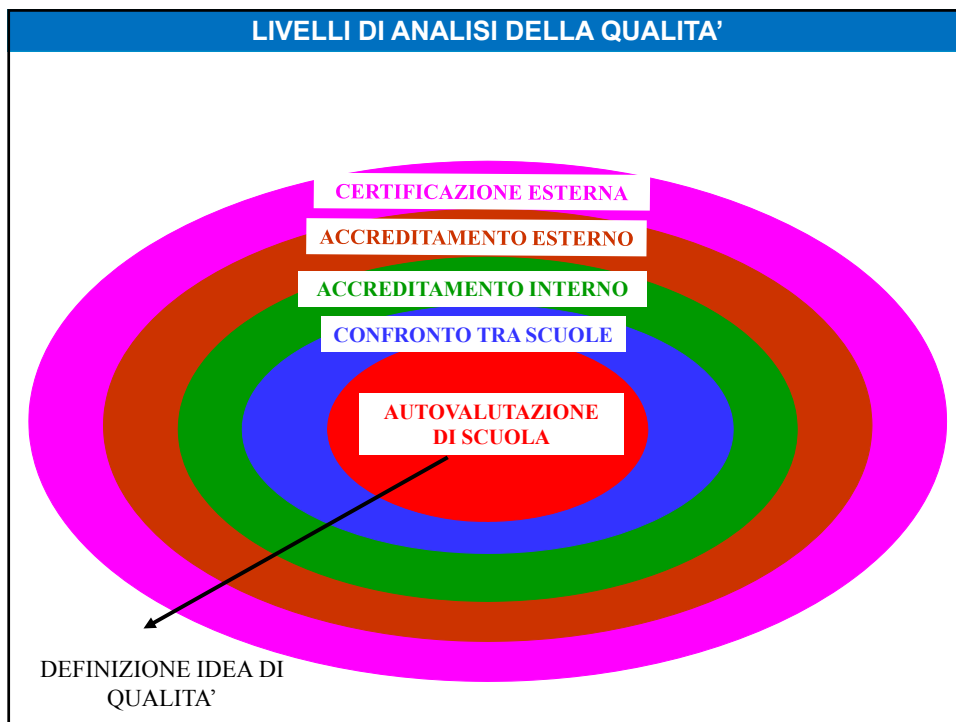 LIVELLI DI ANALISI DELLA QUALITA’
CERTIFICAZIONE ESTERNA
ACCREDITAMENTO ESTERNO
ACCREDITAMENTO INTERNO
CONFRONTO TRA SCUOLE
AUTOVALUTAZIONE
DI SCUOLA
DEFINIZIONE IDEA DI
QUALITA’